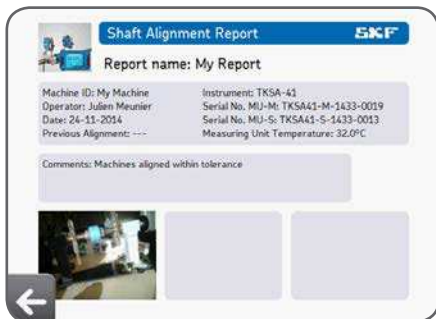 Shaft Alignment Report
SKF
Report name: My Report
Machine ID: My Machine
Operator: Julien Meunier
Date: 24-11-2014
Previous Alignment: ---
Instrument: TKSA-41
Serial No. MU-M: TKSA41-M-1433-0019
Serial No. MU-S: TKSA41-S-1433-0013
Measuring Unit Temperature: 32.0ºC
Comments: Machines aligned within tolerance